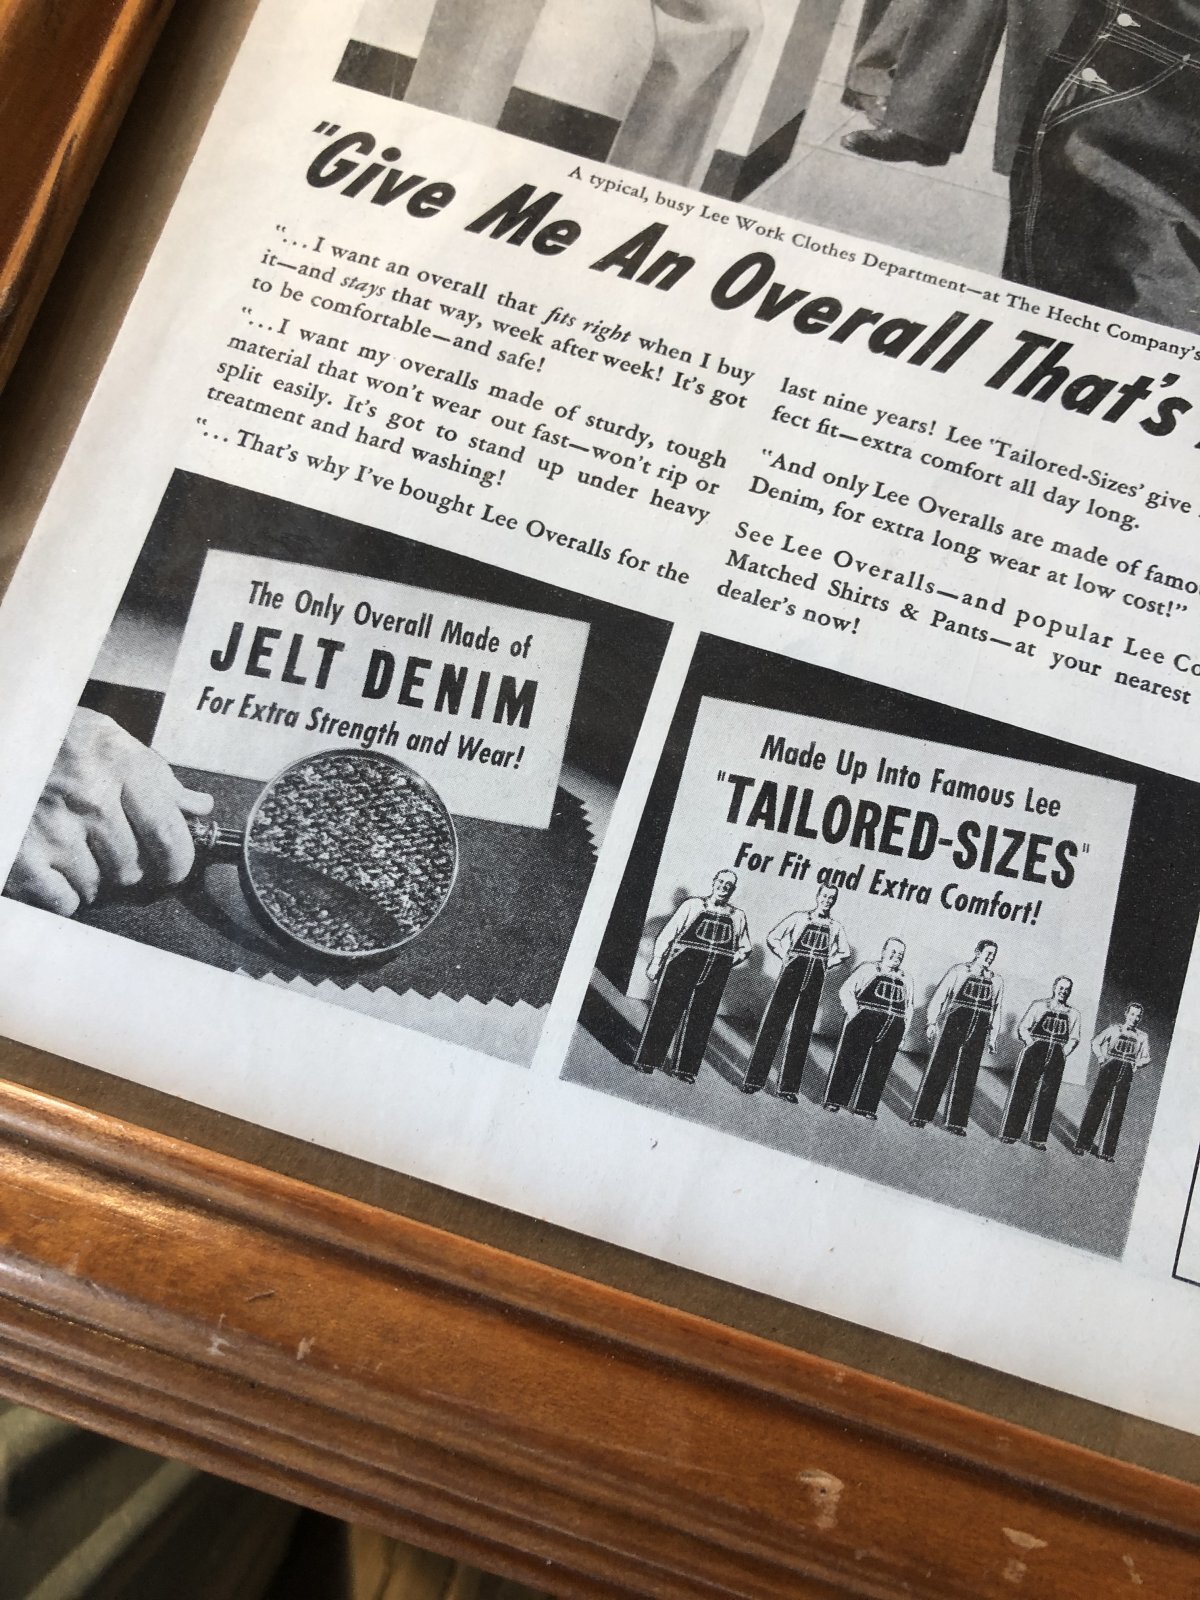 A typical, busy Lee Work Clothes Department—at The Hecht Company's
"Give Me An Overall That's
"...I want an overall that fits right when I buy
it—and stays that way, week after week! It's got
to be comfortable—and safe!
"...I want my overalls made of sturdy, tough
material that won't wear out fast—won't rip or
split easily. It's got to stand up under heavy
treatment and hard washing!
"... That's why I've bought Lee Overalls for the
last nine years! Lee 'Tailored-Sizes' give
fect fit—extra comfort all day long.
"And only Lee Overalls are made of famo
Denim, for extra long wear at low cost!"
See Lee Overalls—and popular Lee Co
Matched Shirts & Pants—at your nearest
dealer's now!
The Only Overall Made of
JELT DENIM
For Extra Strength and Wear!
Made Up Into Famous Lee
"TAILORED-SIZES"
For Fit and Extra Comfort!